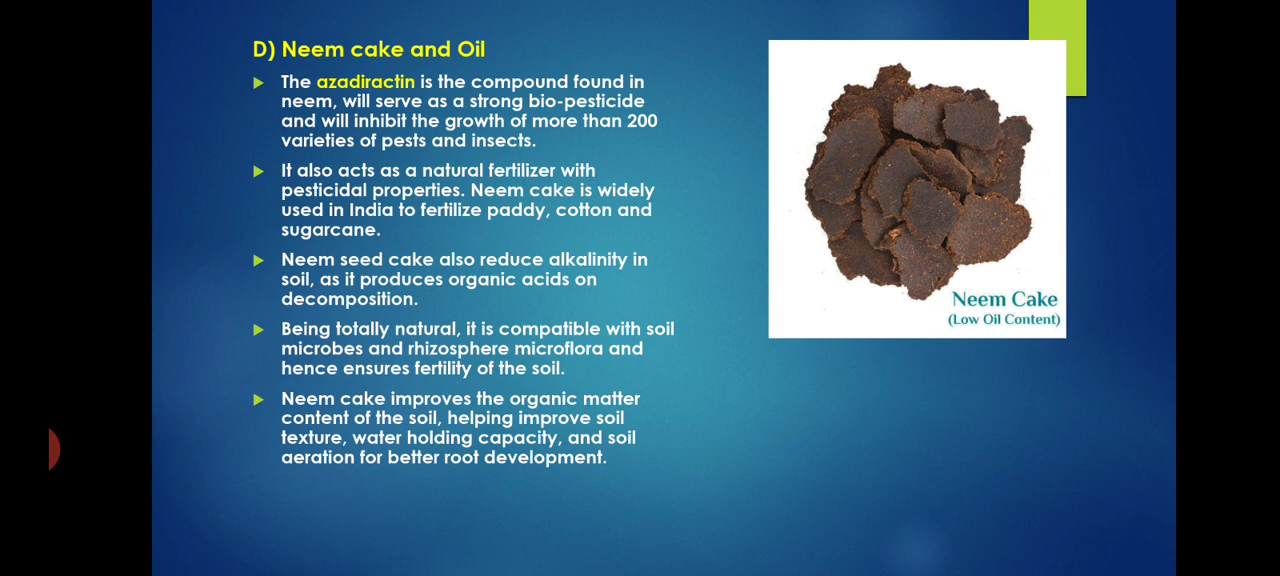 D) Neem cake and Oil
The azadiractin is the compound found in
neem, will serve as a strong bio-pesticide
and will inhibit the growth of more than 200
varieties of pests and insects.
It also acts as a natural fertilizer with
pesticidal properties. Neem cake is widely
used in India to fertilize paddy, cotton and
sugarcane.
Neem seed cake also reduce alkalinity in
soil, as it produces organic acids on
decomposition.
Being totally natural, it is compatible with soil
microbes and rhizosphere microflora and
hence ensures fertility of the soil.
Neem cake improves the organic matter
content of the soil, helping improve soil
texture, water holding capacity, and soil
aeration for better root development.
Neem Cake
(Low Oil Content)